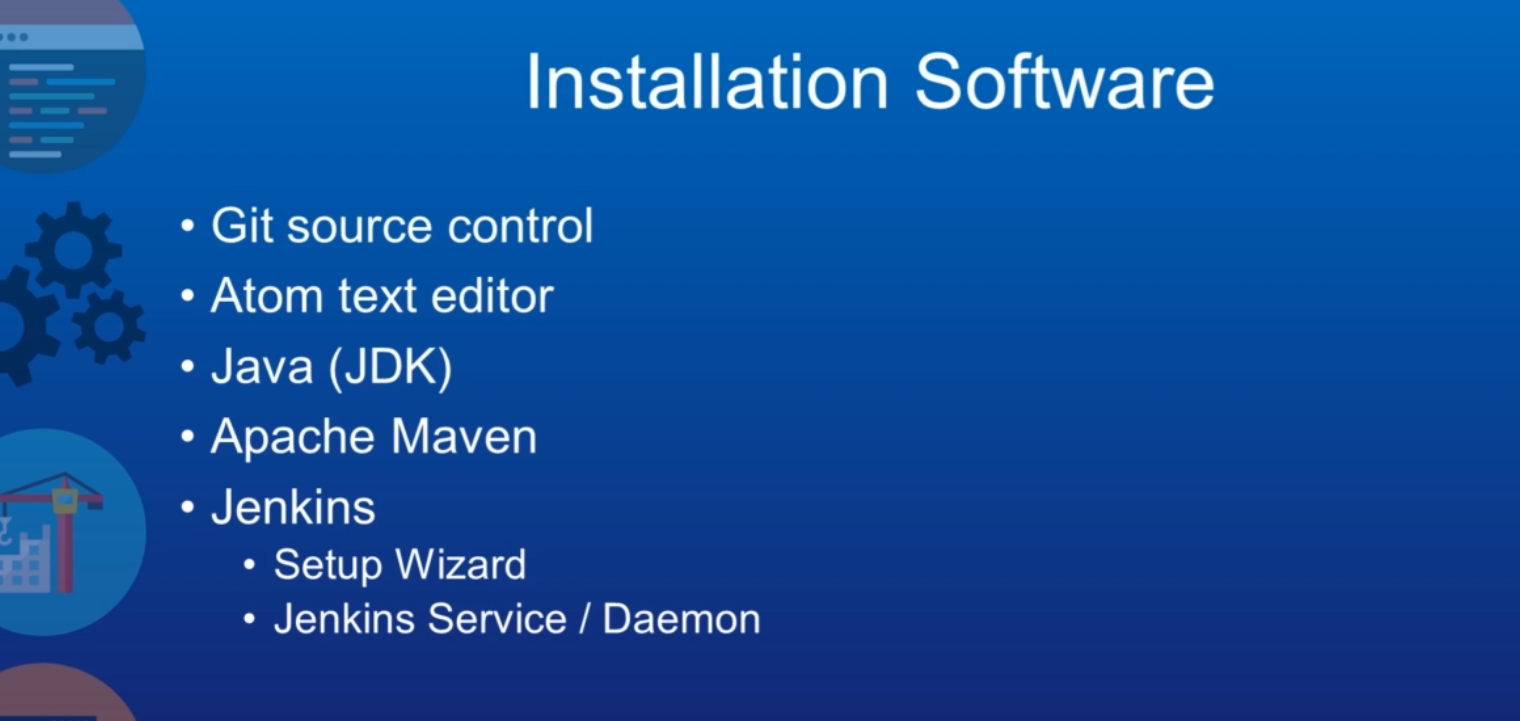 Installation Software
• Git source control
• Atom text editor
• Java (JDK)
• Apache Maven
• Jenkins
• Setup Wizard
• Jenkins Service / Daemon